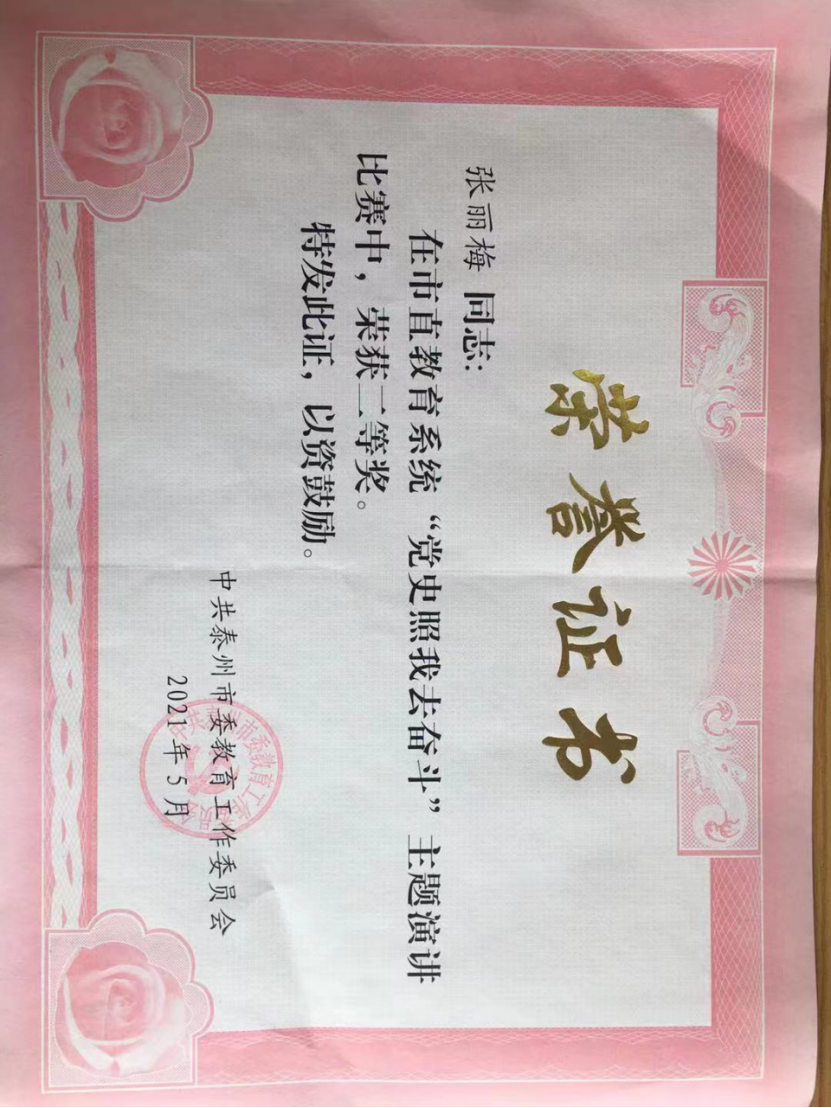 荣誉证书
张丽梅 同志:
在市直教育系统“党史照我去奋斗”主题演讲
比赛中，荣获二等奖。
特发此证，以资鼓励。
中共泰州市委教育工作委员会
2021年5月